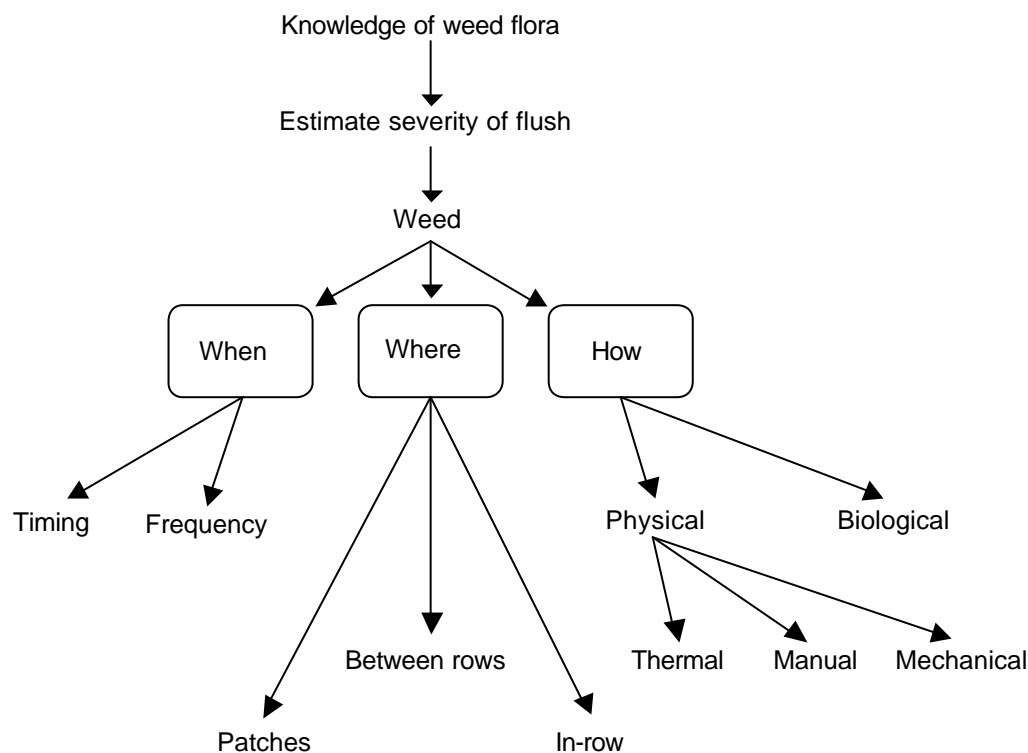 Knowledge of weed flora
Estimate severity of flush
Weed
When
Where
How
Timing
Frequency
Physical
Biological
Between rows
Thermal
Manual
Mechanical
Patches
In-row